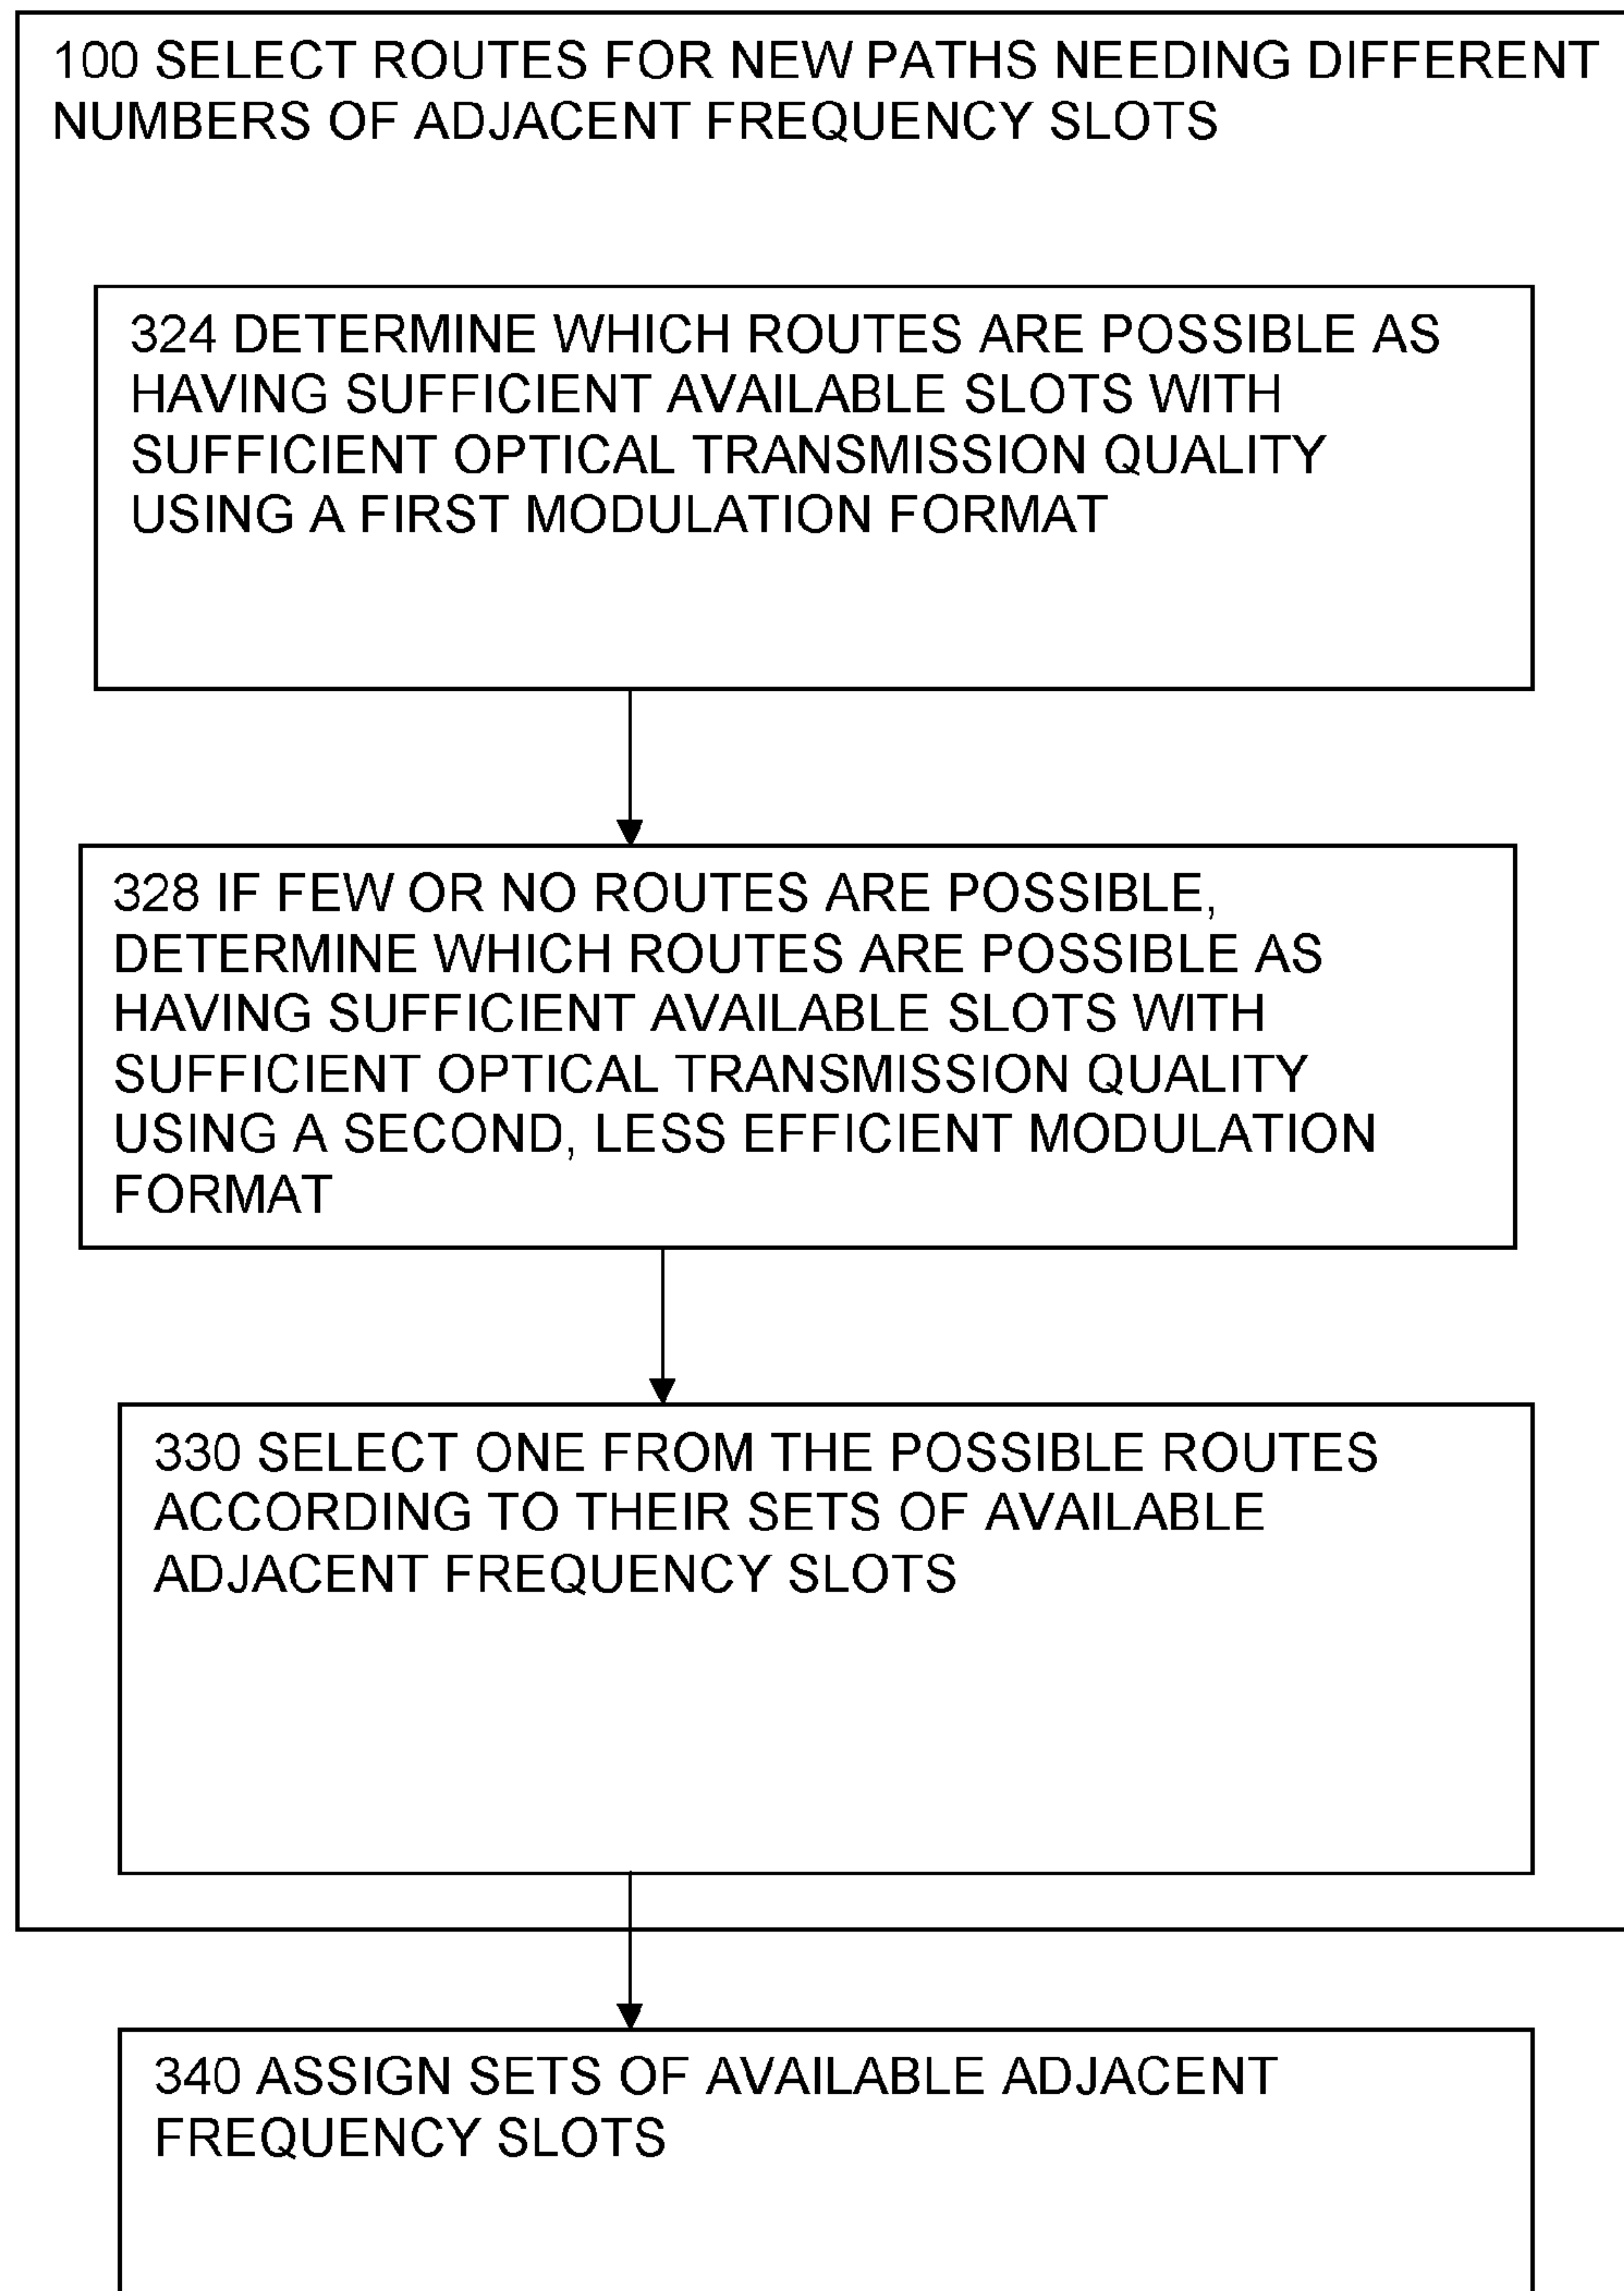 100 SELECT ROUTES FOR NEW PATHS NEEDING DIFFERENT
NUMBERS OF ADJACENT FREQUENCY SLOTS
324 DETERMINE WHICH ROUTES ARE POSSIBLE AS
HAVING SUFFICIENT AVAILABLE SLOTS WITH
SUFFICIENT OPTICAL TRANSMISSION QUALITY
USING A FIRST MODULATION FORMAT
328 IF FEW OR NO ROUTES ARE POSSIBLE,
DETERMINE WHICH ROUTES ARE POSSIBLE AS
HAVING SUFFICIENT AVAILABLE SLOTS WITH
SUFFICIENT OPTICAL TRANSMISSION QUALITY
USING A SECOND, LESS EFFICIENT MODULATION
FORMAT
330 SELECT ONE FROM THE POSSIBLE ROUTES
ACCORDING TO THEIR SETS OF AVAILABLE
ADJACENT FREQUENCY SLOTS
340 ASSIGN SETS OF AVAILABLE ADJACENT
FREQUENCY SLOTS